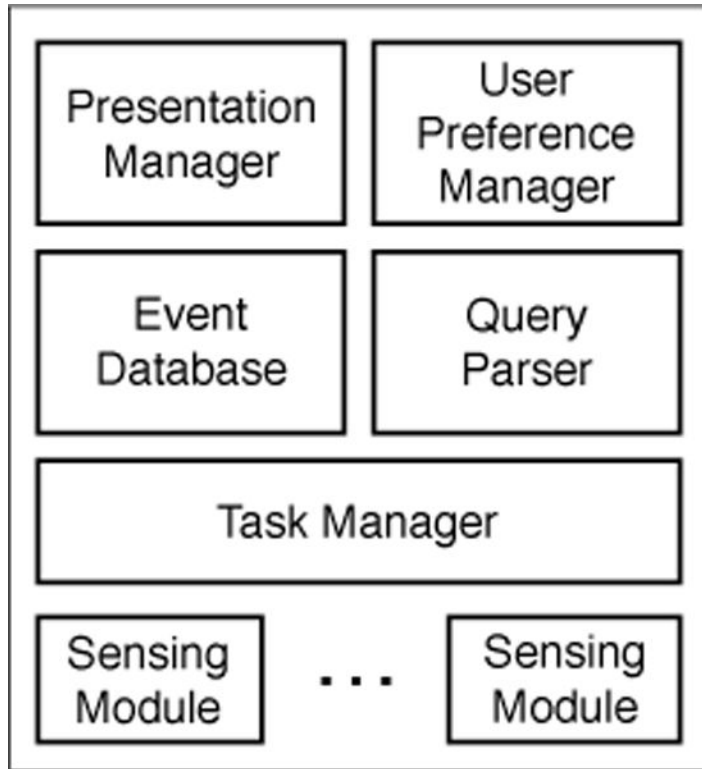 Presentation
Manager
User
Preference
Manager
Event
Database
Query
Parser
Task Manager
Sensing
Module
...
Sensing
Module